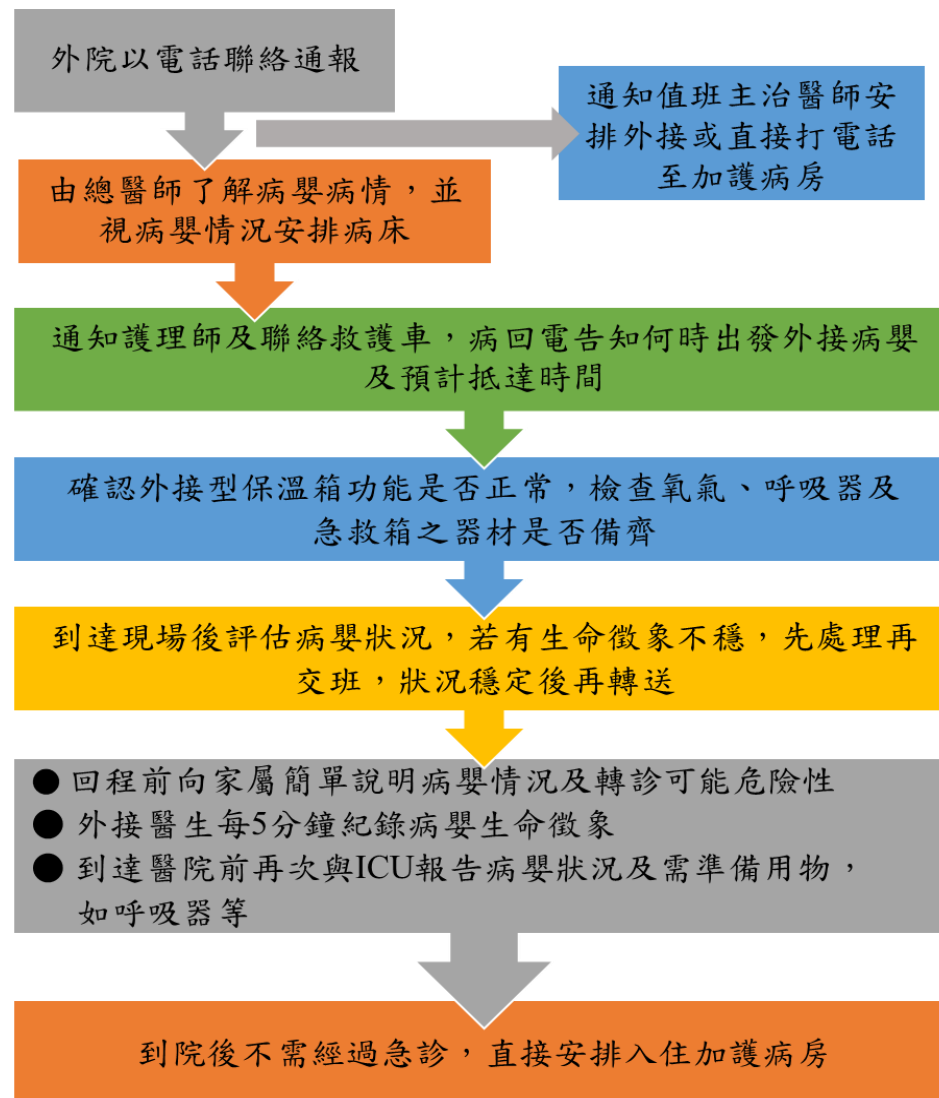 外院以電話聯絡通報
通知值班主治醫師安
排外接或直接打電話
至加護病房
由總醫師了解病嬰病情，並
視病嬰情況安排病床
通知護理師及聯絡救護車，病回電告知何時出發外接病嬰
及預計抵達時間
確認外接型保溫箱功能是否正常，檢查氧氣、呼吸器及
急救箱之器材是否備齊
到達現場後評估病嬰狀況，若有生命徵象不穩，先處理再
交班，狀況穩定後再轉送
● 回程前向家屬簡單說明病嬰情況及轉診可能危險性
● 外接醫生每5分鐘紀錄病嬰生命徵象
● 到達醫院前再次與ICU報告病嬰狀況及需準備用物，
如呼吸器等
到院後不需經過急診，直接安排入住加護病房